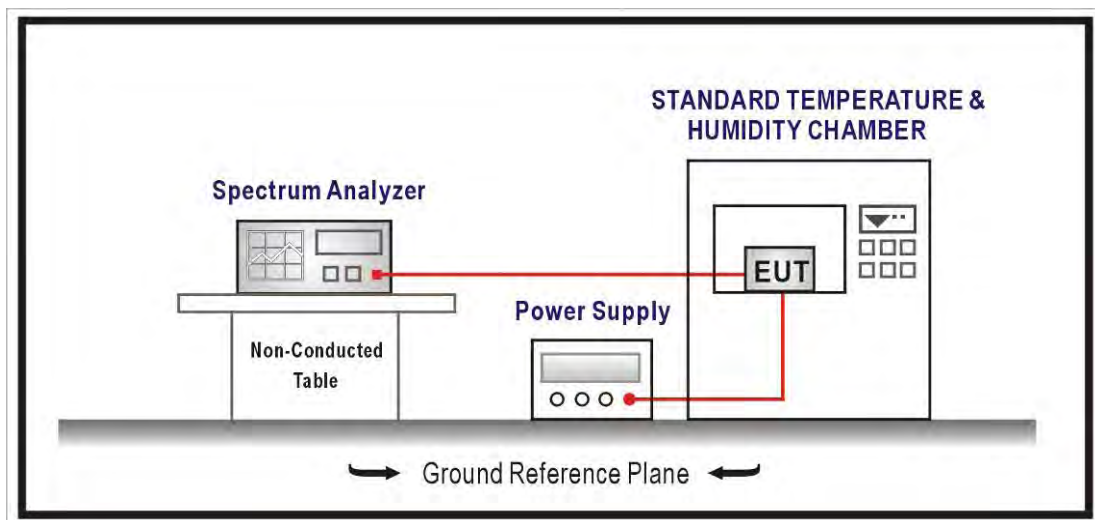 STANDARD TEMPERATURE &
HUMIDITY CHAMBER
Spectrum Analyzer
EUT
Power Supply
Non-Conducted
Table
Ground Reference Plane